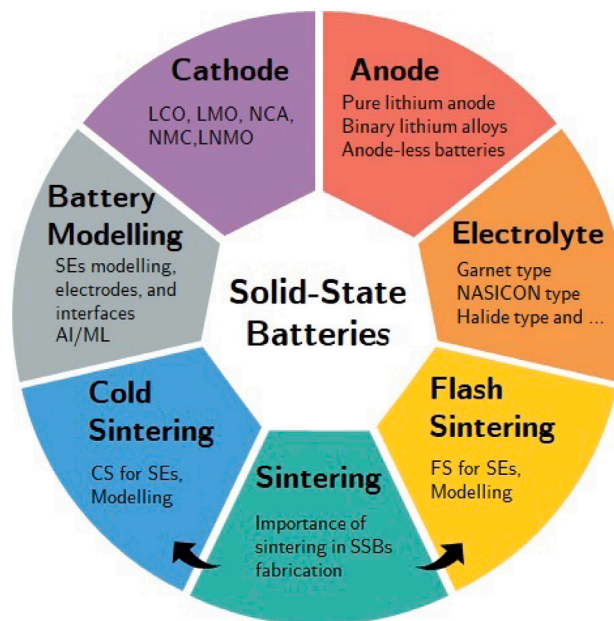 Cathode
LCO, LMO, NCA,
NMC,LNMO
Anode
Pure lithium anode
Binary lithium alloys
Anode-less batteries
Battery
Modelling
SEs modelling,
electrodes, and
interfaces
AI/ML
Solid-State
Batteries
Electrolyte
Garnet type
NASICON type
Halide type and ...
Cold
Sintering
CS for SEs,
Modelling
Sintering
Importance of
sintering in SSBs
fabrication
Flash
Sintering
FS for SEs,
Modelling